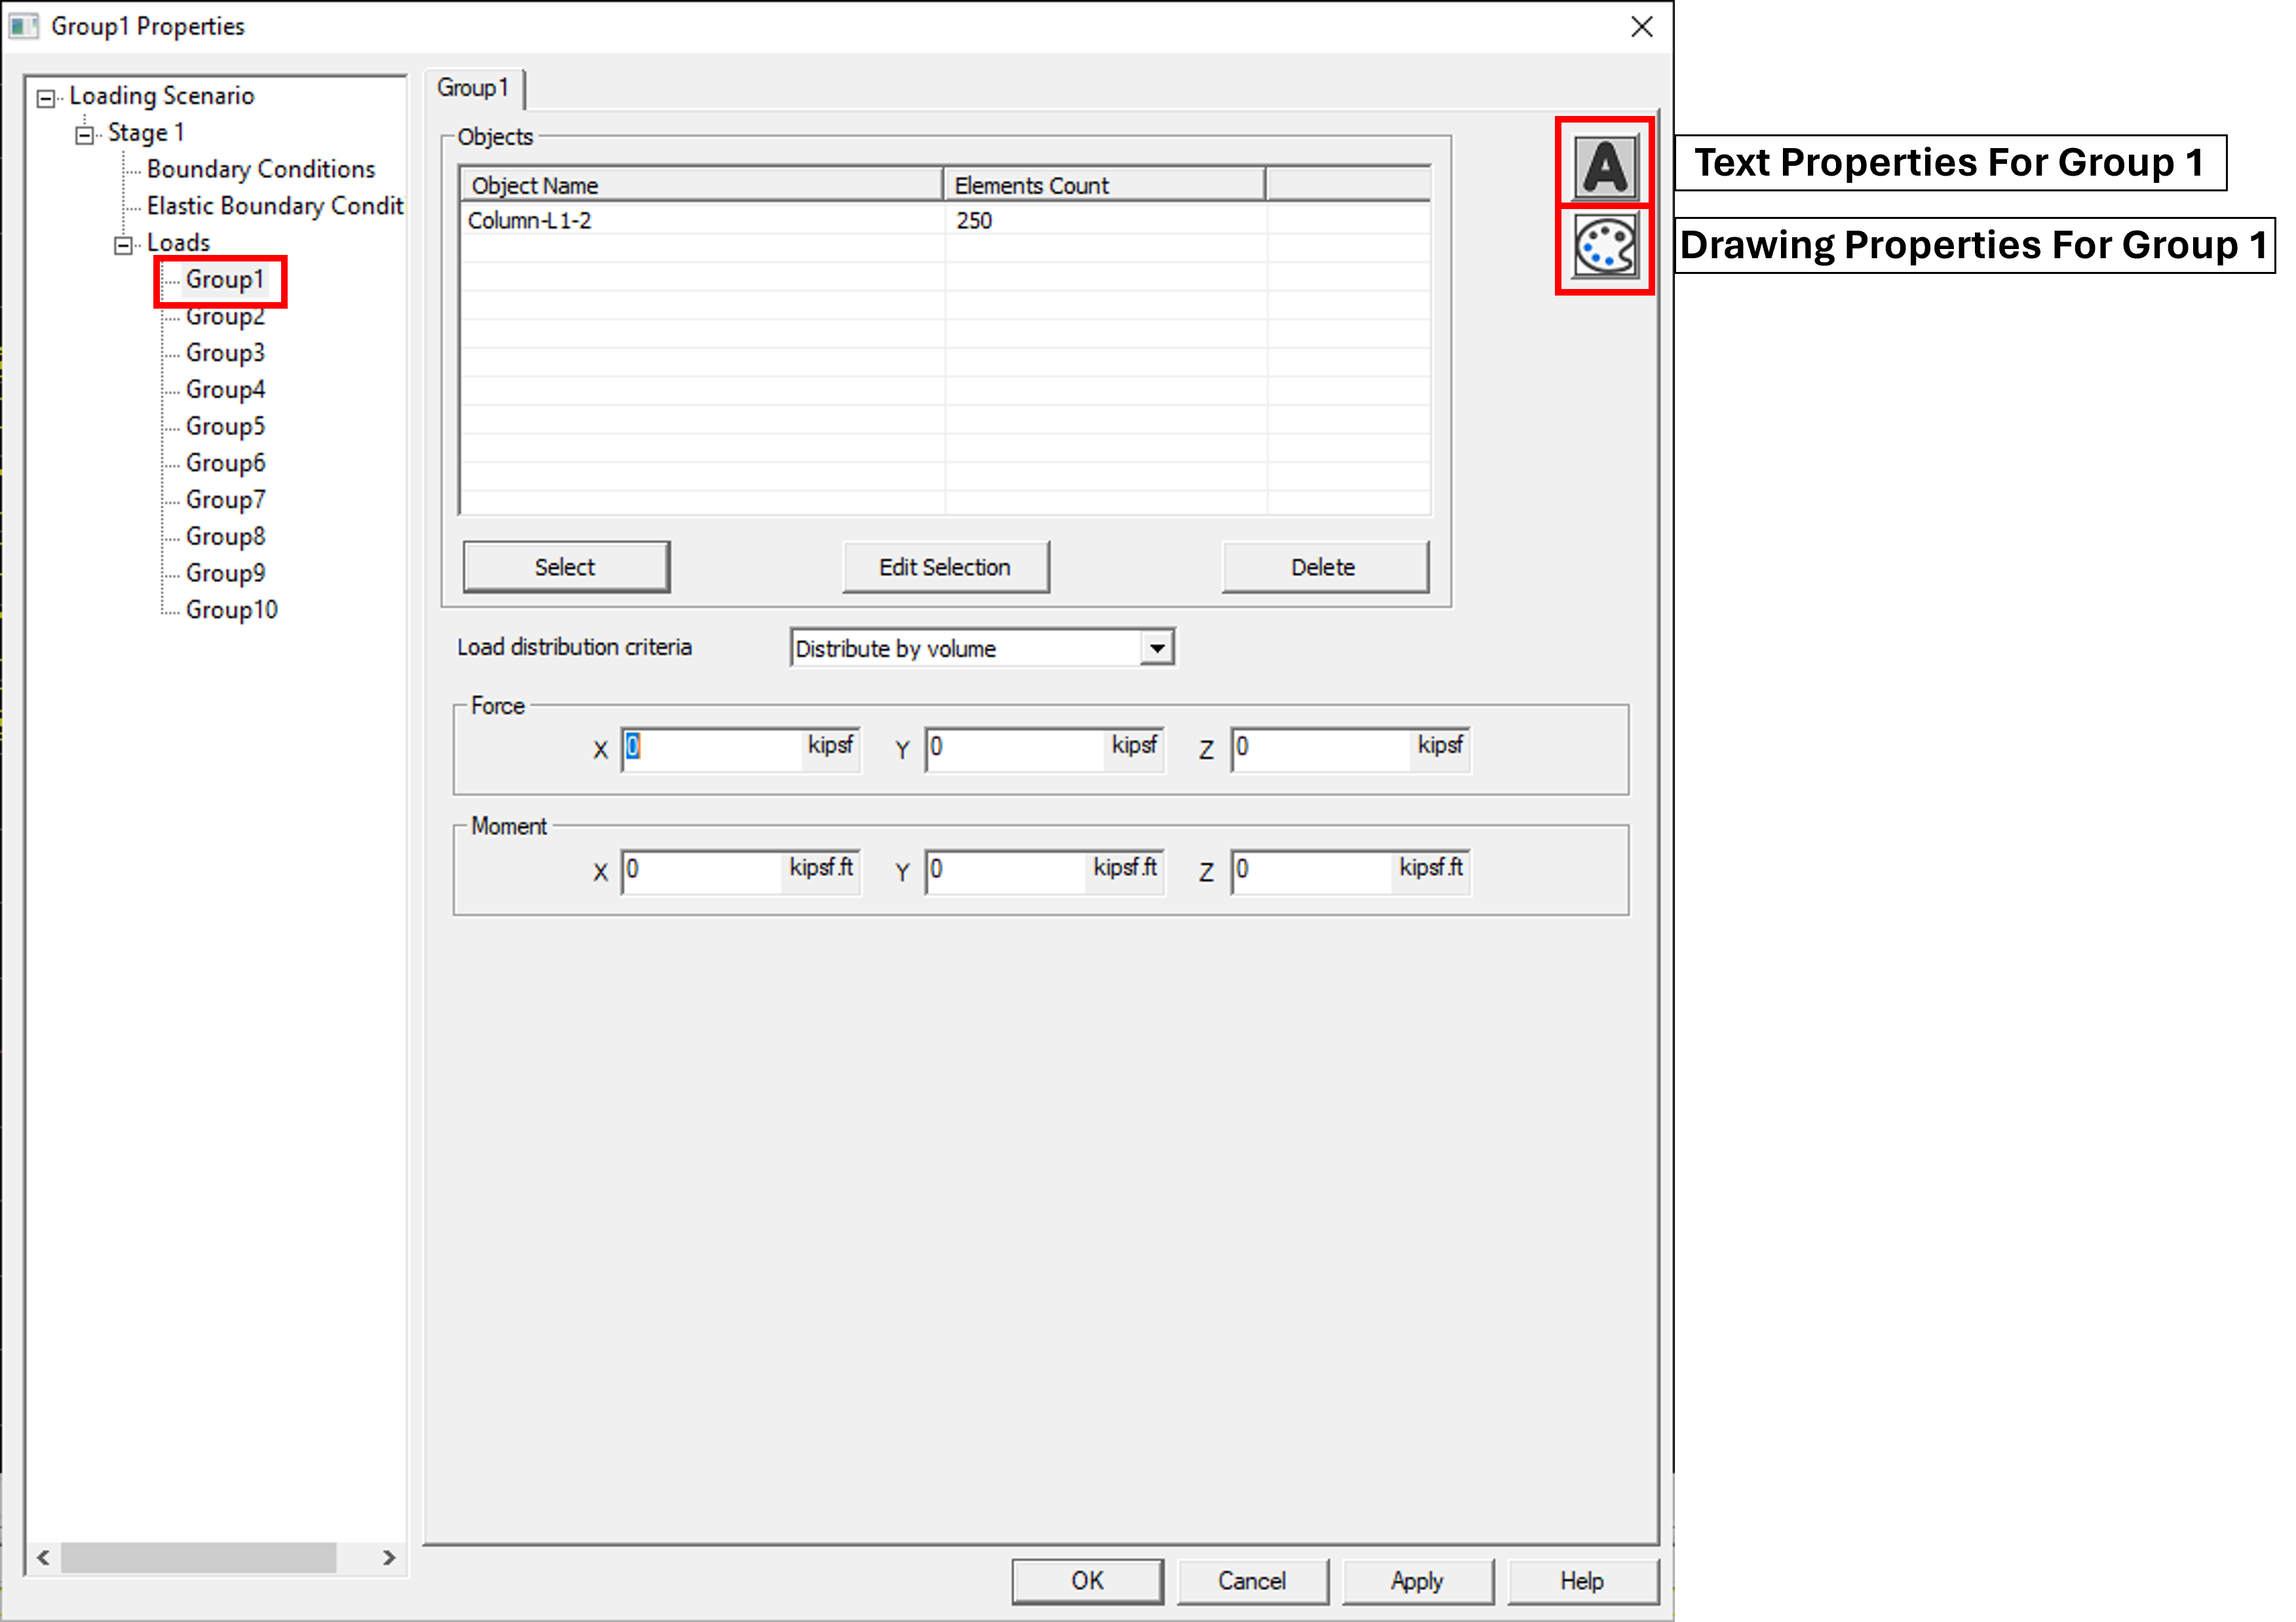 Group1 Properties
Loading Scenario
Stage 1
Boundary Conditions
Elastic Boundary Condit
Loads
Group1
Group2
Group3
Group4
Group5
Group6
Group7
Group8
Group9
Group10
Group1
Objects
Object Name Elements Count
Column-L1-2 250
Select Edit Selection Delete
Load distribution criteria Distribute by volume
Force
X 0 kipsf Y 0 kipsf Z 0 kipsf
Moment
X 0 kipsf.ft Y 0 kipsf.ft Z 0 kipsf.ft
OK Cancel Apply Help
A
Text Properties For Group 1
Drawing Properties For Group 1